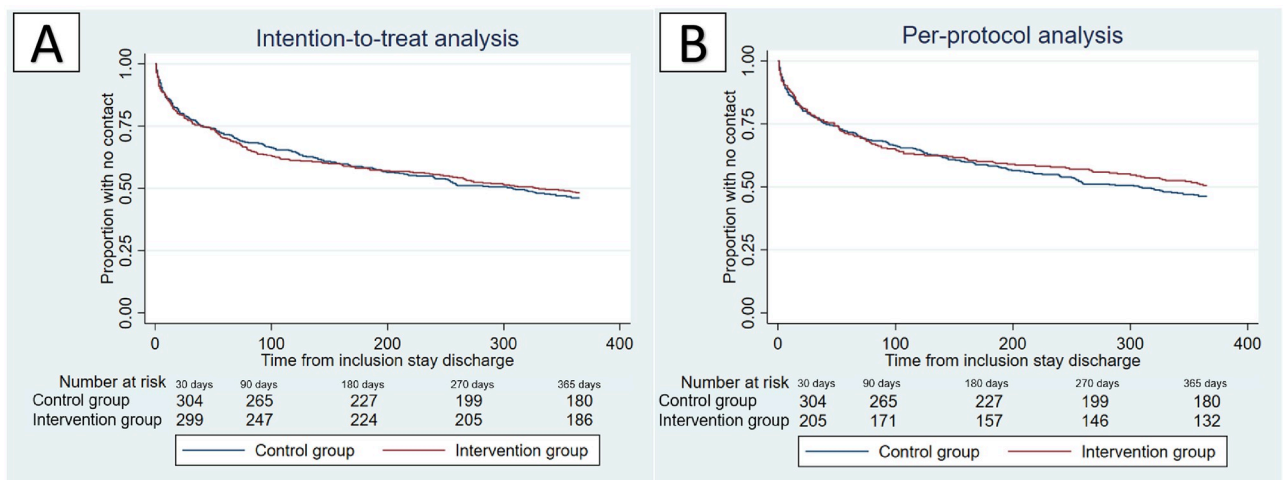 A
Intention-to-treat analysis
Proportion with no contact
1.00
0.75
0.50
0.25
0.00
0 100 200 300 400
Time from inclusion stay discharge
Number at risk 30 days 90 days 180 days 270 days 365 days
Control group 304 265 227 199 180
Intervention group 299 247 224 205 186
Control group Intervention group
B
Per-protocol analysis
Proportion with no contact
1.00
0.75
0.50
0.25
0.00
0 100 200 300 400
Time from inclusion stay discharge
Number at risk 30 days 90 days 180 days 270 days 365 days
Control group 304 265 227 199 180
Intervention group 205 171 157 146 132
Control group Intervention group